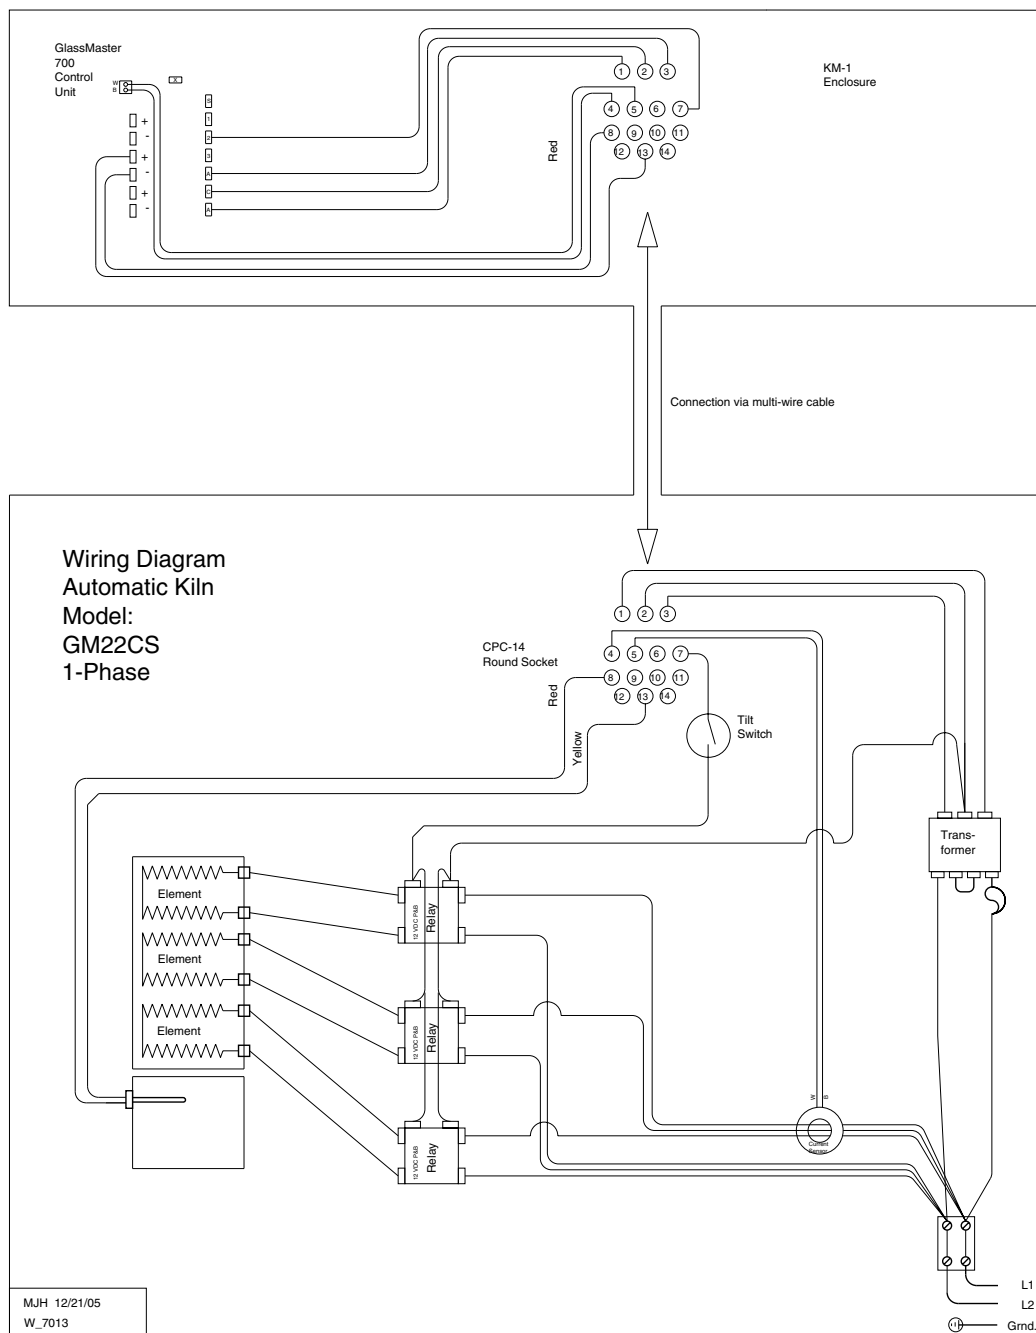 GlassMaster
700
Control
Unit
W
B
X
+
-
+
-
+
-
S
1
2
3
A
C
A
Red
1 2 3
4 5 6 7
8 9 10 11
12 13 14
KM-1
Enclosure
Connection via multi-wire cable
Wiring Diagram
Automatic Kiln
Model:
GM22CS
1-Phase
CPC-14
Round Socket
1 2 3
4 5 6 7
8 9 10 11
12 13 14
Red
Yellow
Tilt
Switch
Trans-
former
Element
Element
Element
12 VDC P&B
Relay
12 VDC P&B
Relay
12 VDC P&B
Relay
W
B
Current
Sensor
L1
L2
Grnd.
MJH 12/21/05
W_7013